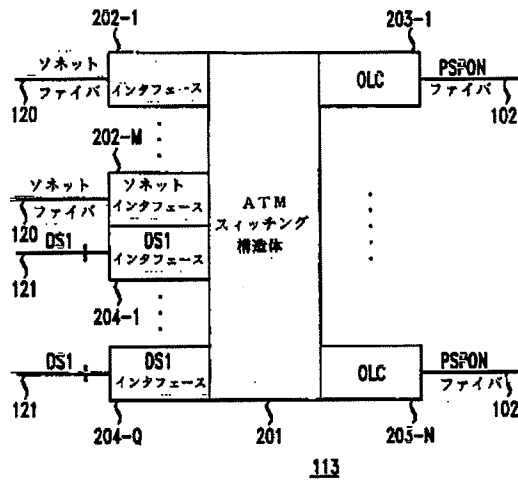 202-1
203-1
ソネット
ファイバ
120
インタフェース
OLC
PSPON
ファイバ
102
202-M
ソネット
ファイバ
120
ソネット
インタフェース
ATM
スィッチング
構造体
DS1
121
DS1
インタフェース
204-1
DS1
121
DS1
インタフェース
OLC
PSPON
ファイバ
102
204-Q
201
203-N
113